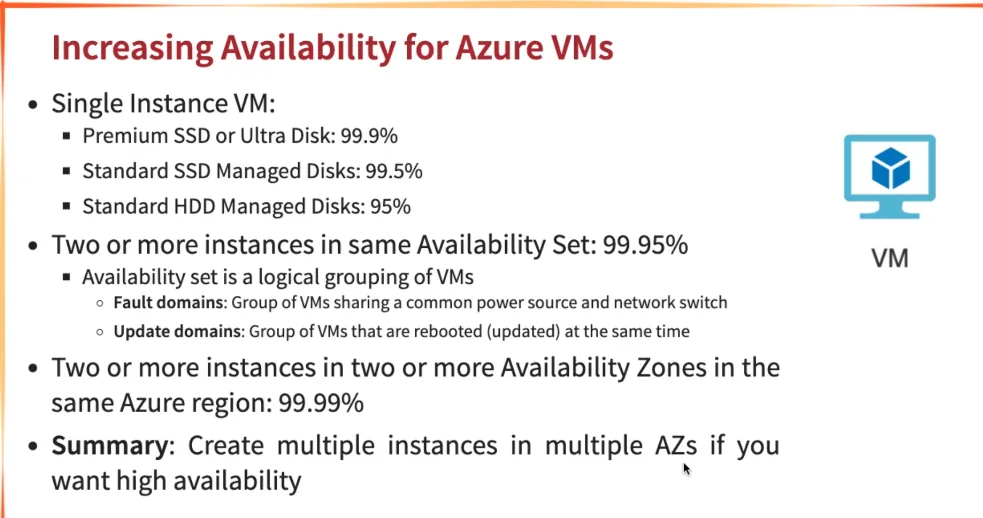 Increasing Availability for Azure VMs
• Single Instance VM:
▪ Premium SSD or Ultra Disk: 99.9%
▪ Standard SSD Managed Disks: 99.5%
▪ Standard HDD Managed Disks: 95%
• Two or more instances in same Availability Set: 99.95%
▪ Availability set is a logical grouping of VMs
○ Fault domains: Group of VMs sharing a common power source and network switch
○ Update domains: Group of VMs that are rebooted (updated) at the same time
• Two or more instances in two or more Availability Zones in the
same Azure region: 99.99%
• Summary: Create multiple instances in multiple AZs if you
want high availability
VM